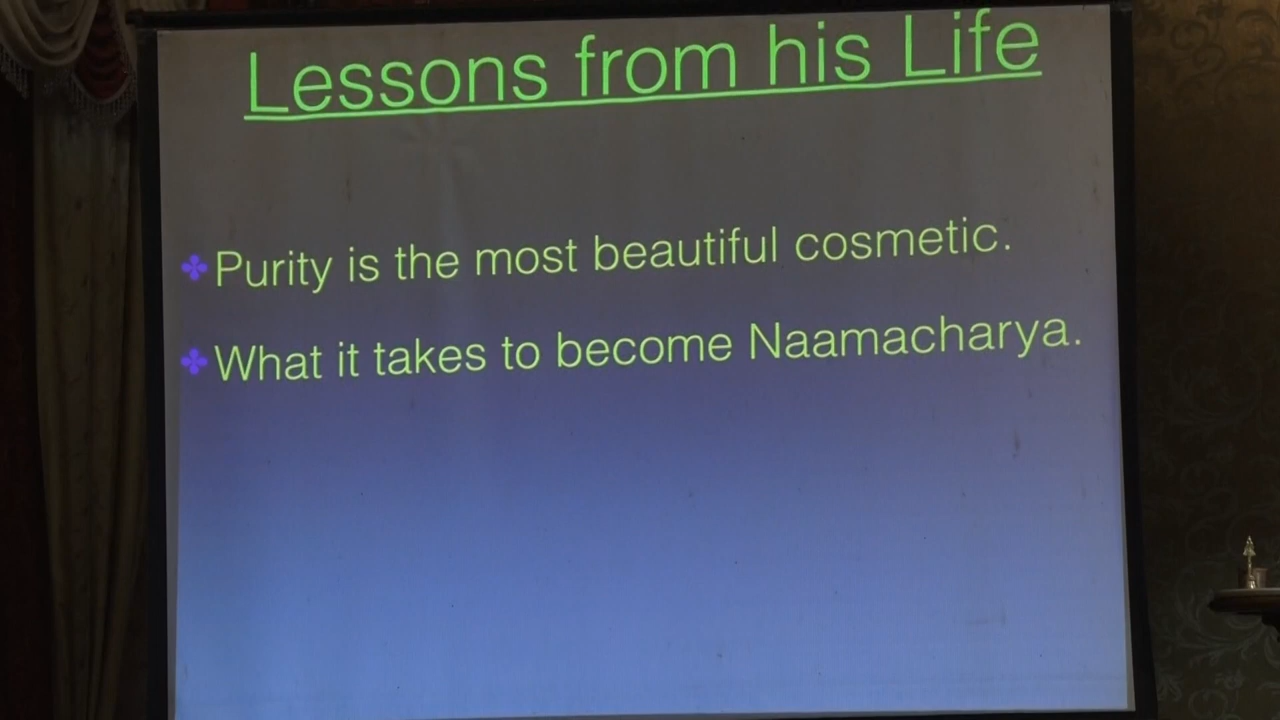 Lessons from his Life
Purity is the most beautiful cosmetic.
What it takes to become Naamacharya.